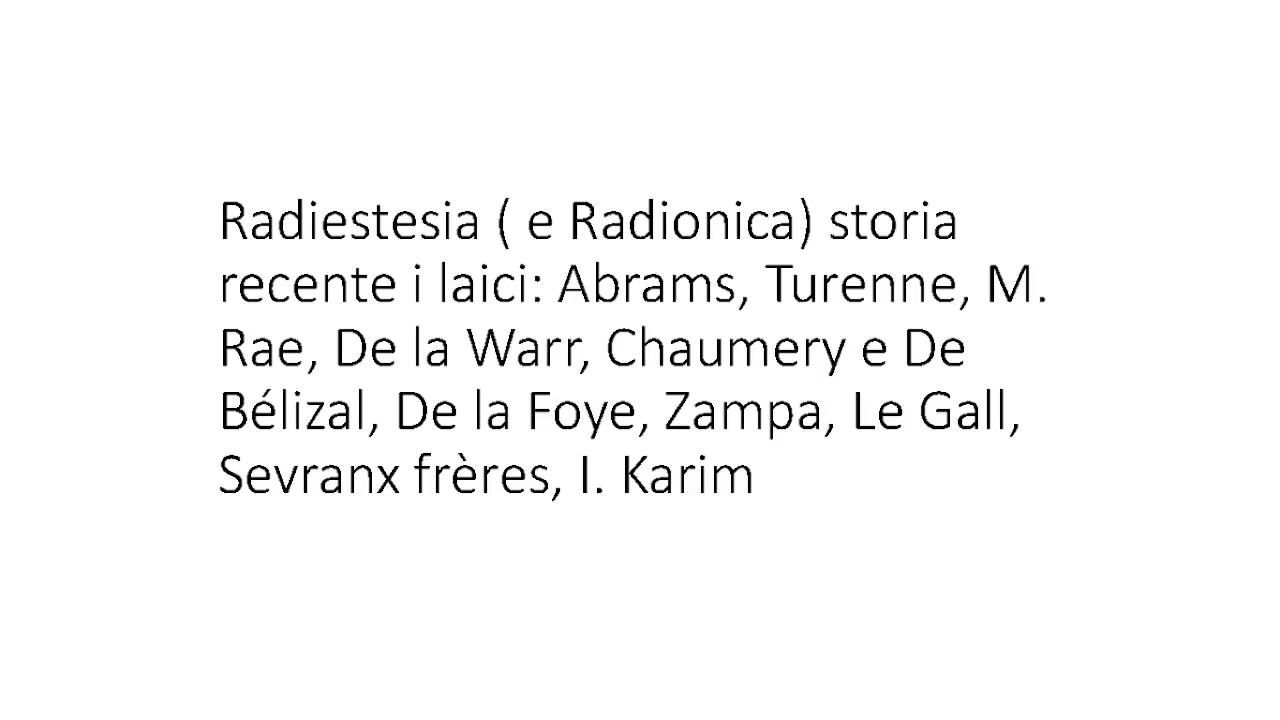 Radiestesia ( e Radionica) storia
recente i laici: Abrams, Turenne, M.
Rae, De la Warr, Chaumery e De
Bélizal, De la Foye, Zampa, Le Gall,
Sevranx frères, I. Karim